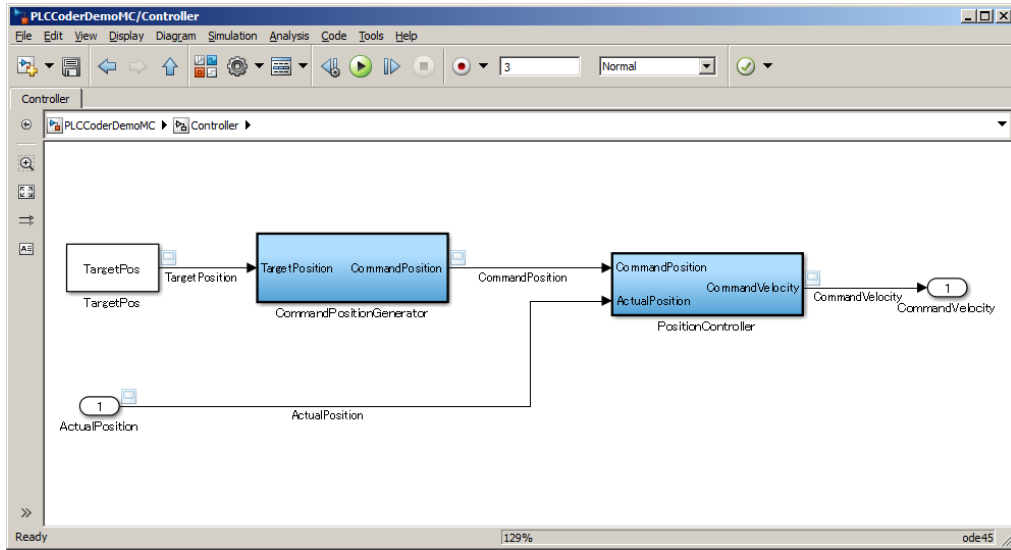 PLCCoderDemoMC/Controller
File Edit View Display Diagram Simulation Analysis Code Tools Help
3 Normal
Controller
PLCCoderDemoMC Controller
TargetPos
TargetPos
TargetPosition
TargetPosition CommandPosition
CommandPositionGenerator
CommandPosition
CommandPosition
ActualPosition
CommandVelocity
PositionController
CommandVelocity
1
CommandVelocity
1
ActualPosition
ActualPosition
Ready 129% ode45